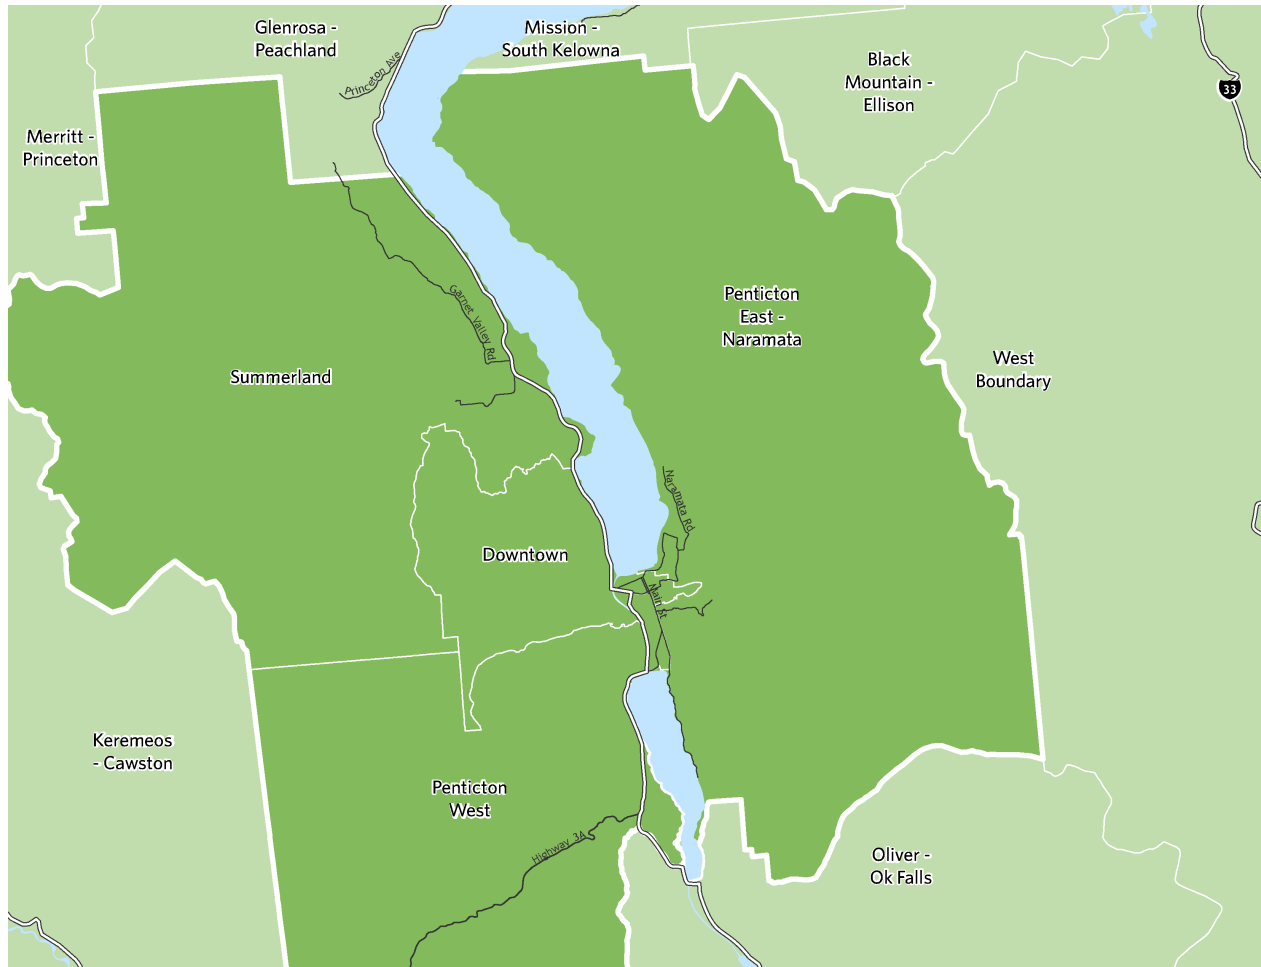 Glenrosa -
Peachland
Mission -
South Kelowna
Princeton Ave
Black
Mountain -
Ellison
33
Merritt -
Princeton
Garnet Valley Rd
Penticton
East -
Naramata
West
Boundary
Summerland
Naramata Rd
Downtown
Main St
Keremeos
- Cawston
Penticton
West
Highway 3A
Oliver -
Ok Falls